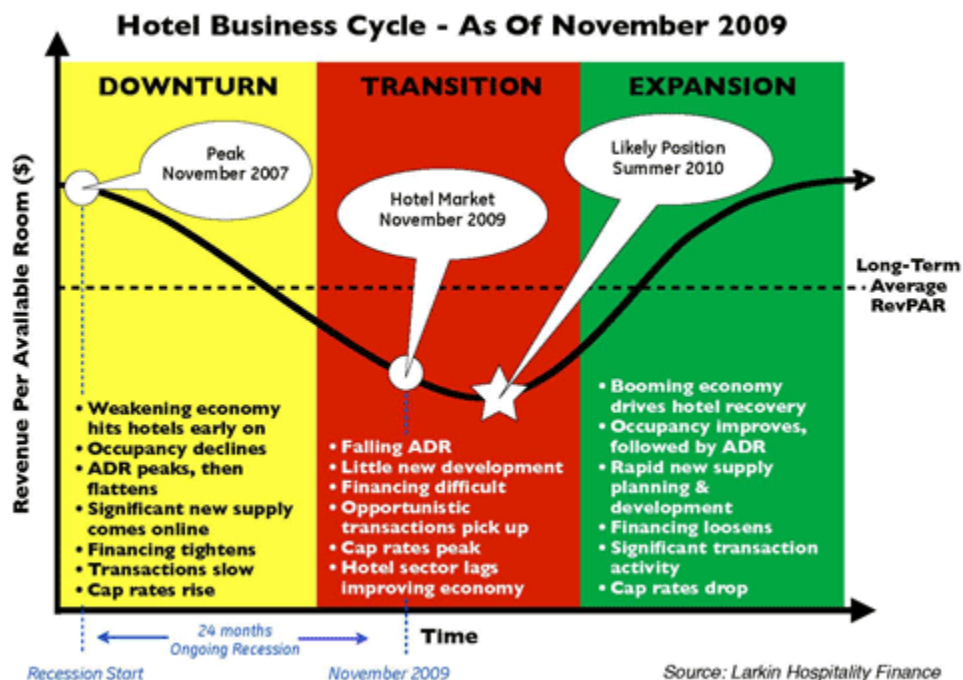 Hotel Business Cycle - As Of November 2009
DOWNTURN
TRANSITION
EXPANSION
Peak
November 2007
Hotel Market
November 2009
Likely Position
Summer 2010
Revenue Per Available Room ($)
Long-Term
Average
RevPAR
• Weakening economy
hits hotels early on
• Occupancy declines
• ADR peaks, then
flattens
• Significant new supply
comes online
• Financing tightens
• Transactions slow
• Cap rates rise
• Falling ADR
• Little new development
• Financing difficult
• Opportunistic
transactions pick up
• Cap rates peak
• Hotel sector lags
improving economy
• Booming economy
drives hotel recovery
• Occupancy improves,
followed by ADR
• Rapid new supply
planning &
development
• Financing loosens
• Significant transaction
activity
• Cap rates drop
24 months
Ongoing Recession
Time
Recession Start
November 2009
Source: Larkin Hospitality Finance